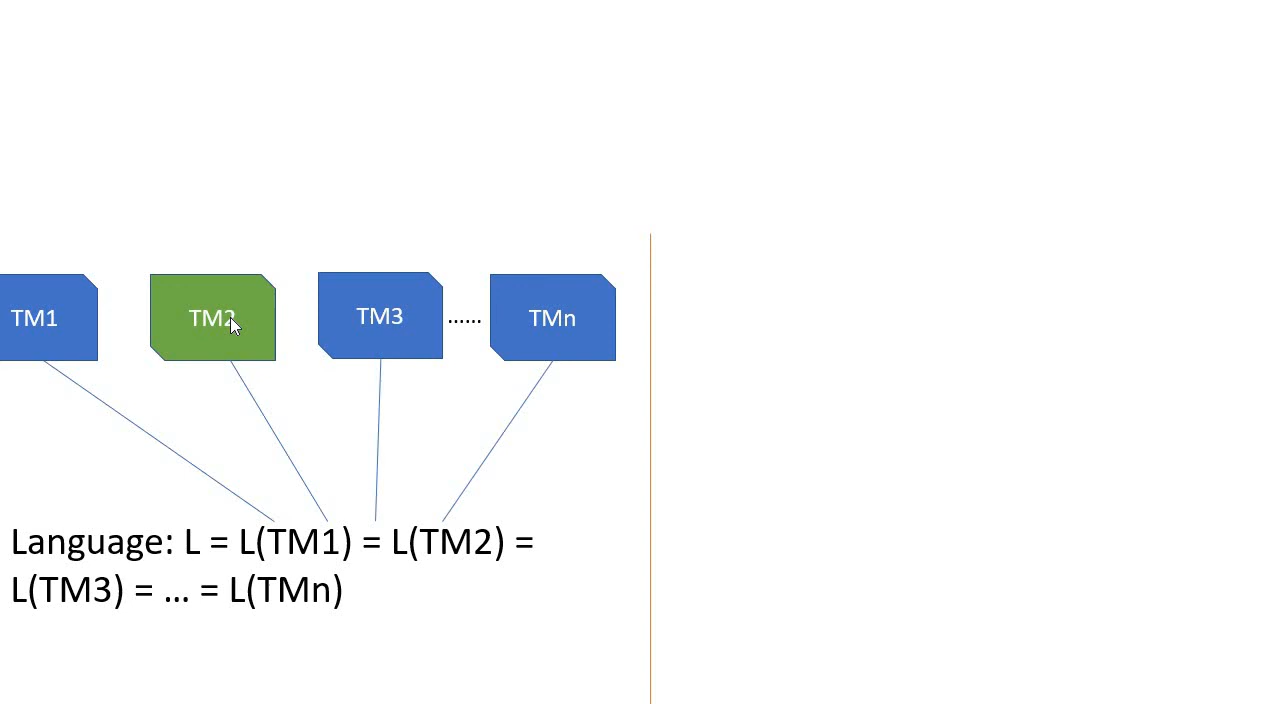 TM1
TM2
TM3
......
TMn
Language: L = L(TM1) = L(TM2) =
L(TM3) = ... = L(TMn)